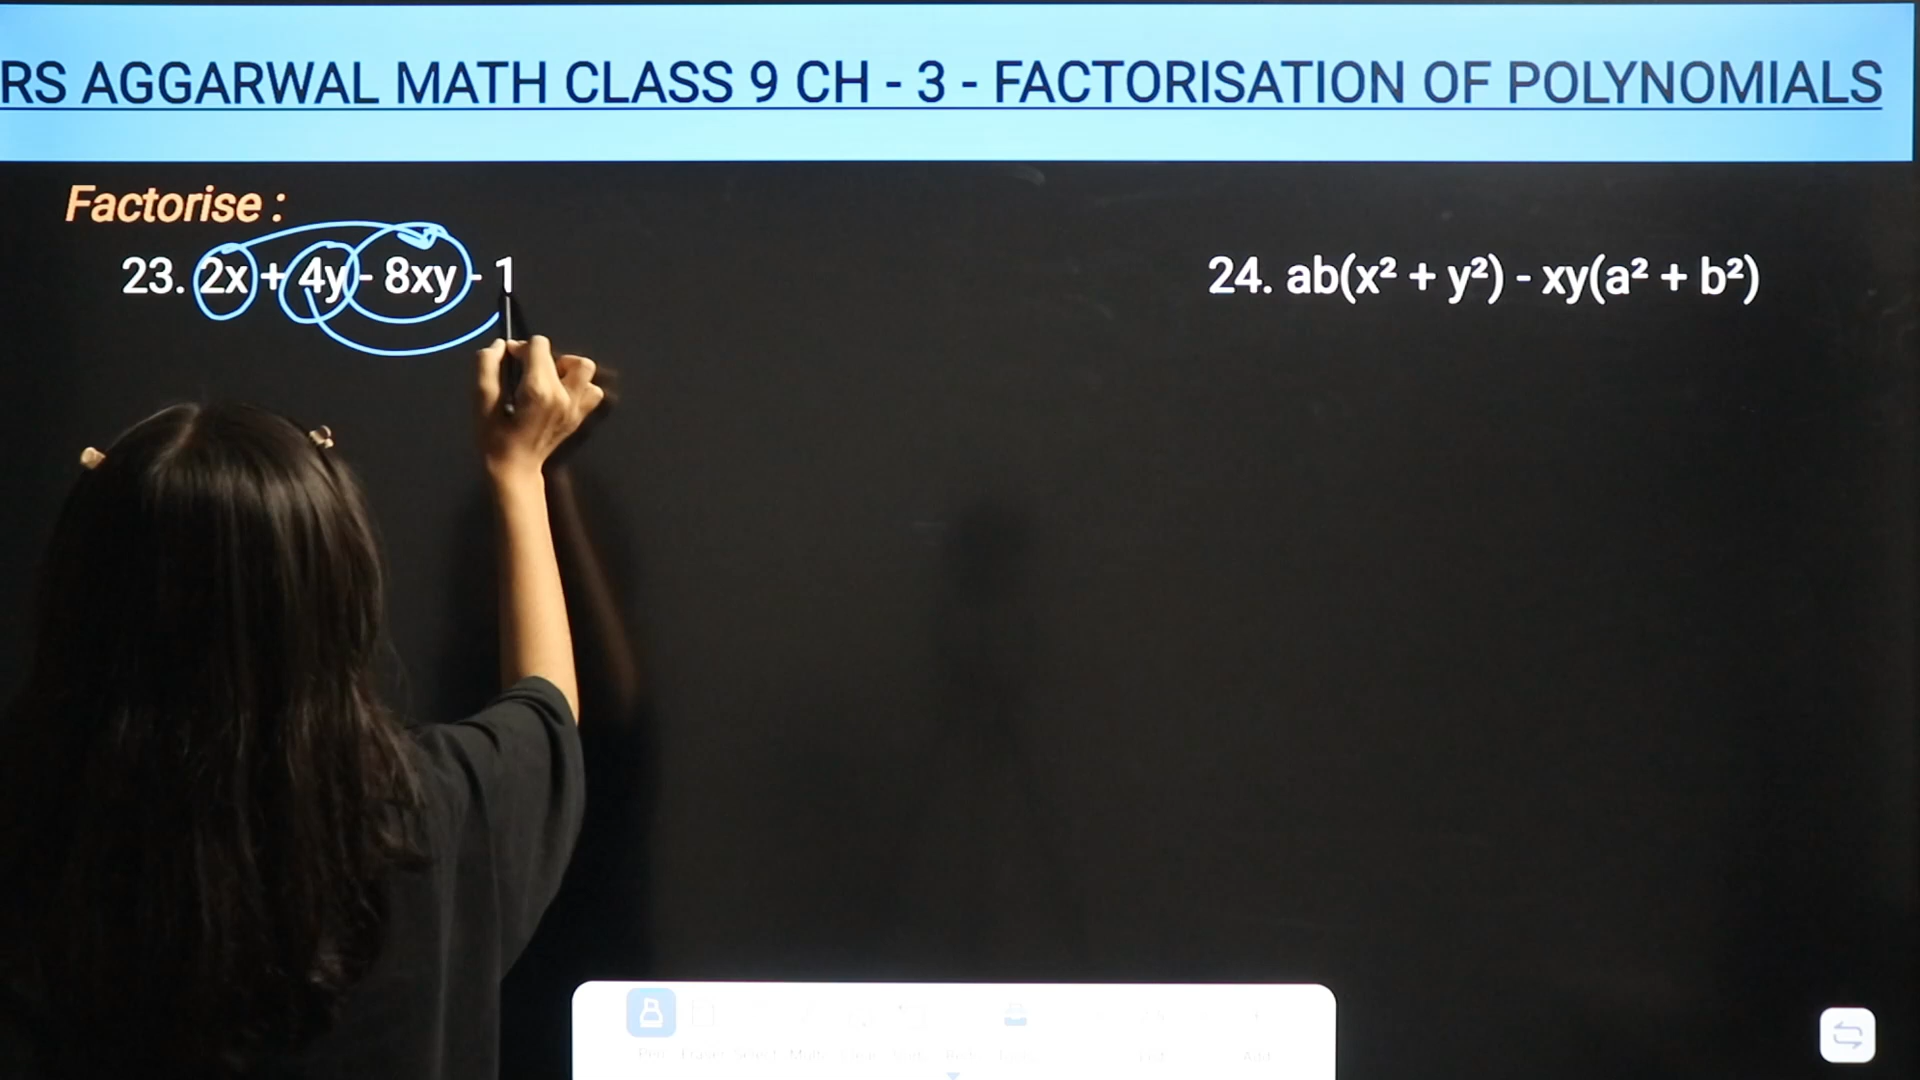 RS AGGARWAL MATH CLASS 9 CH - 3 - FACTORISATION OF POLYNOMIALS
Factorise :
23. 2x + 4y - 8xy - 1
24. ab(x² + y²) - xy(a² + b²)